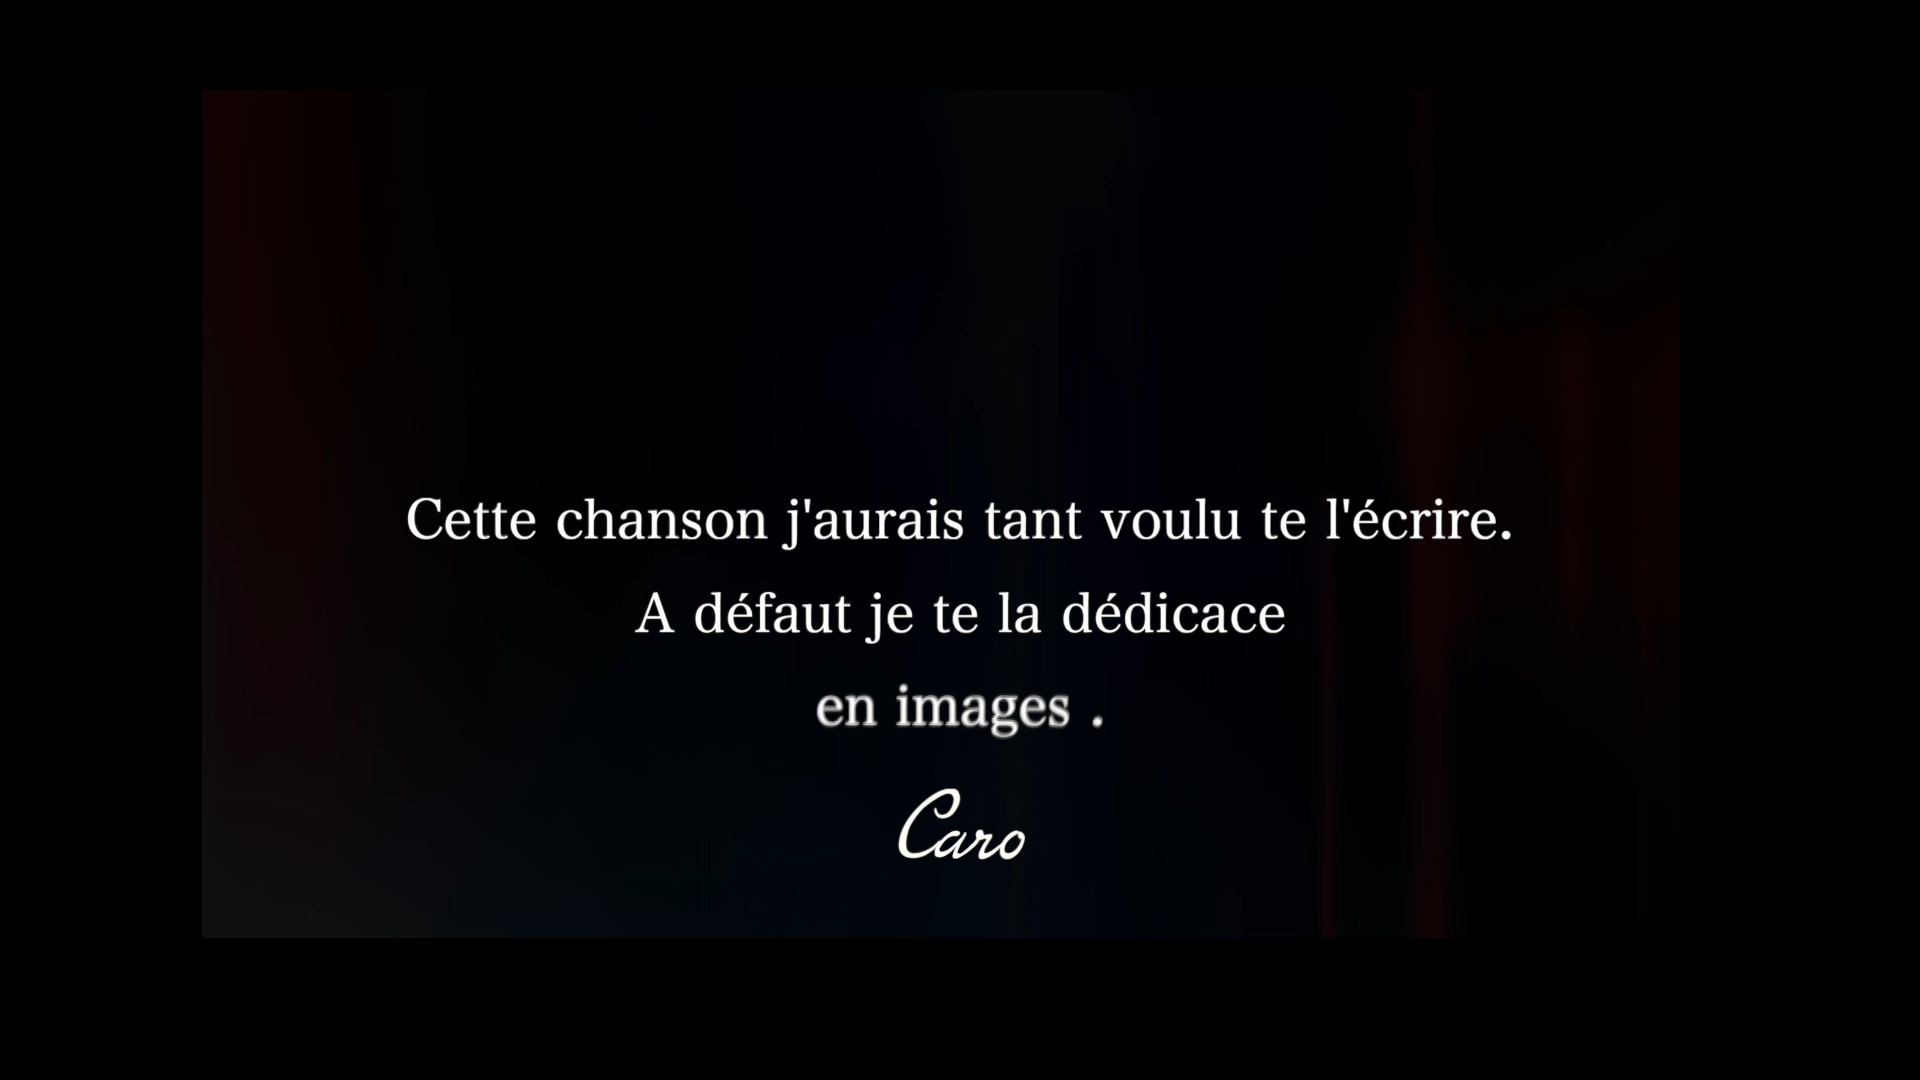 Cette chanson j'aurais tant voulu te l'écrire.
A défaut je te la dédicace
en images .
Caro